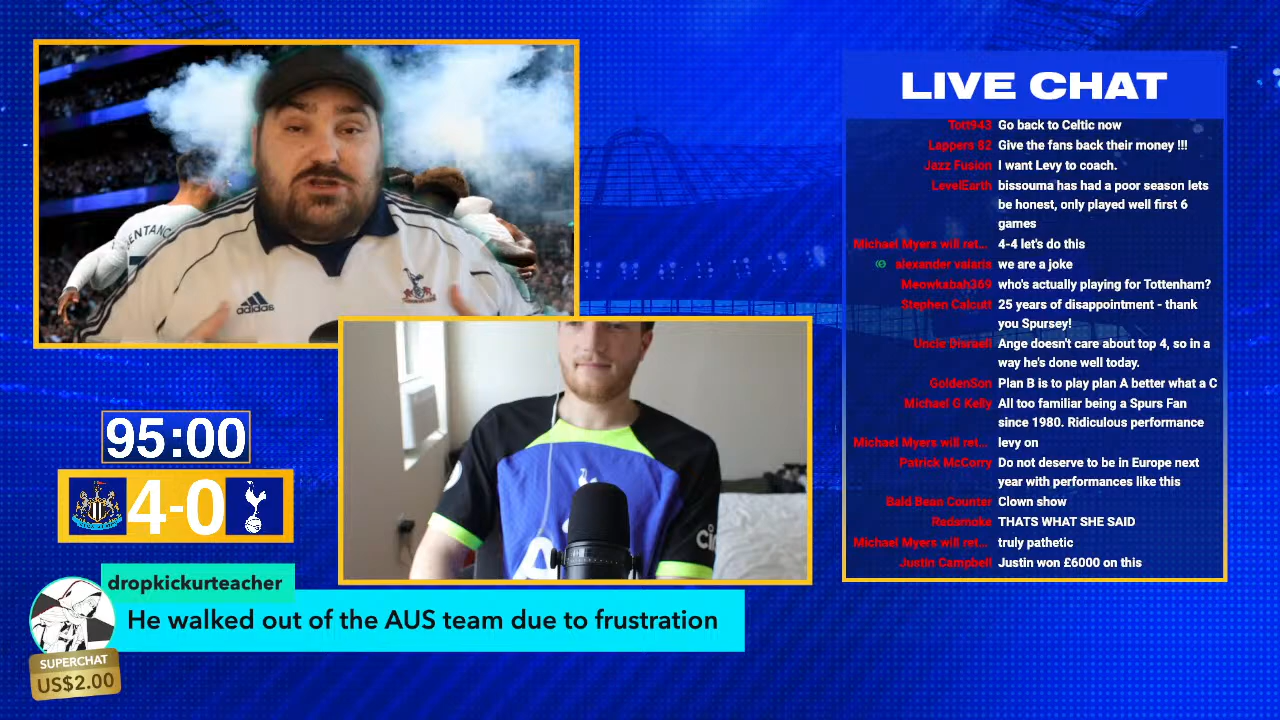 LIVE CHAT
Tott943 Go back to Celtic now
Lappers 82 Give the fans back their money !!!
Jazz Fusion I want Levy to coach.
LevelEarth bissouma has had a poor season lets
be honest, only played well first 6
games
Michael Myers will ret... 4-4 let's do this
alexander valaris we are a joke
Meowkabah369 who's actually playing for Tottenham?
Stephen Calcutt 25 years of disappointment - thank
you Spursey!
Uncle Disraeli Ange doesn't care about top 4, so in a
way he's done well today.
GoldenSon Plan B is to play plan A better what a C
Michael G Kelly All too familiar being a Spurs Fan
since 1980. Ridiculous performance
Michael Myers will ret... levy on
Patrick McCorry Do not deserve to be in Europe next
year with performances like this
Bald Bean Counter Clown show
Redsmoke THATS WHAT SHE SAID
Michael Myers will ret... truly pathetic
Justin Campbell Justin won £6000 on this
ENTANC
adidas
95:00
4-0
dropkickurteacher
He walked out of the AUS team due to frustration
SUPERCHAT
US$2.00